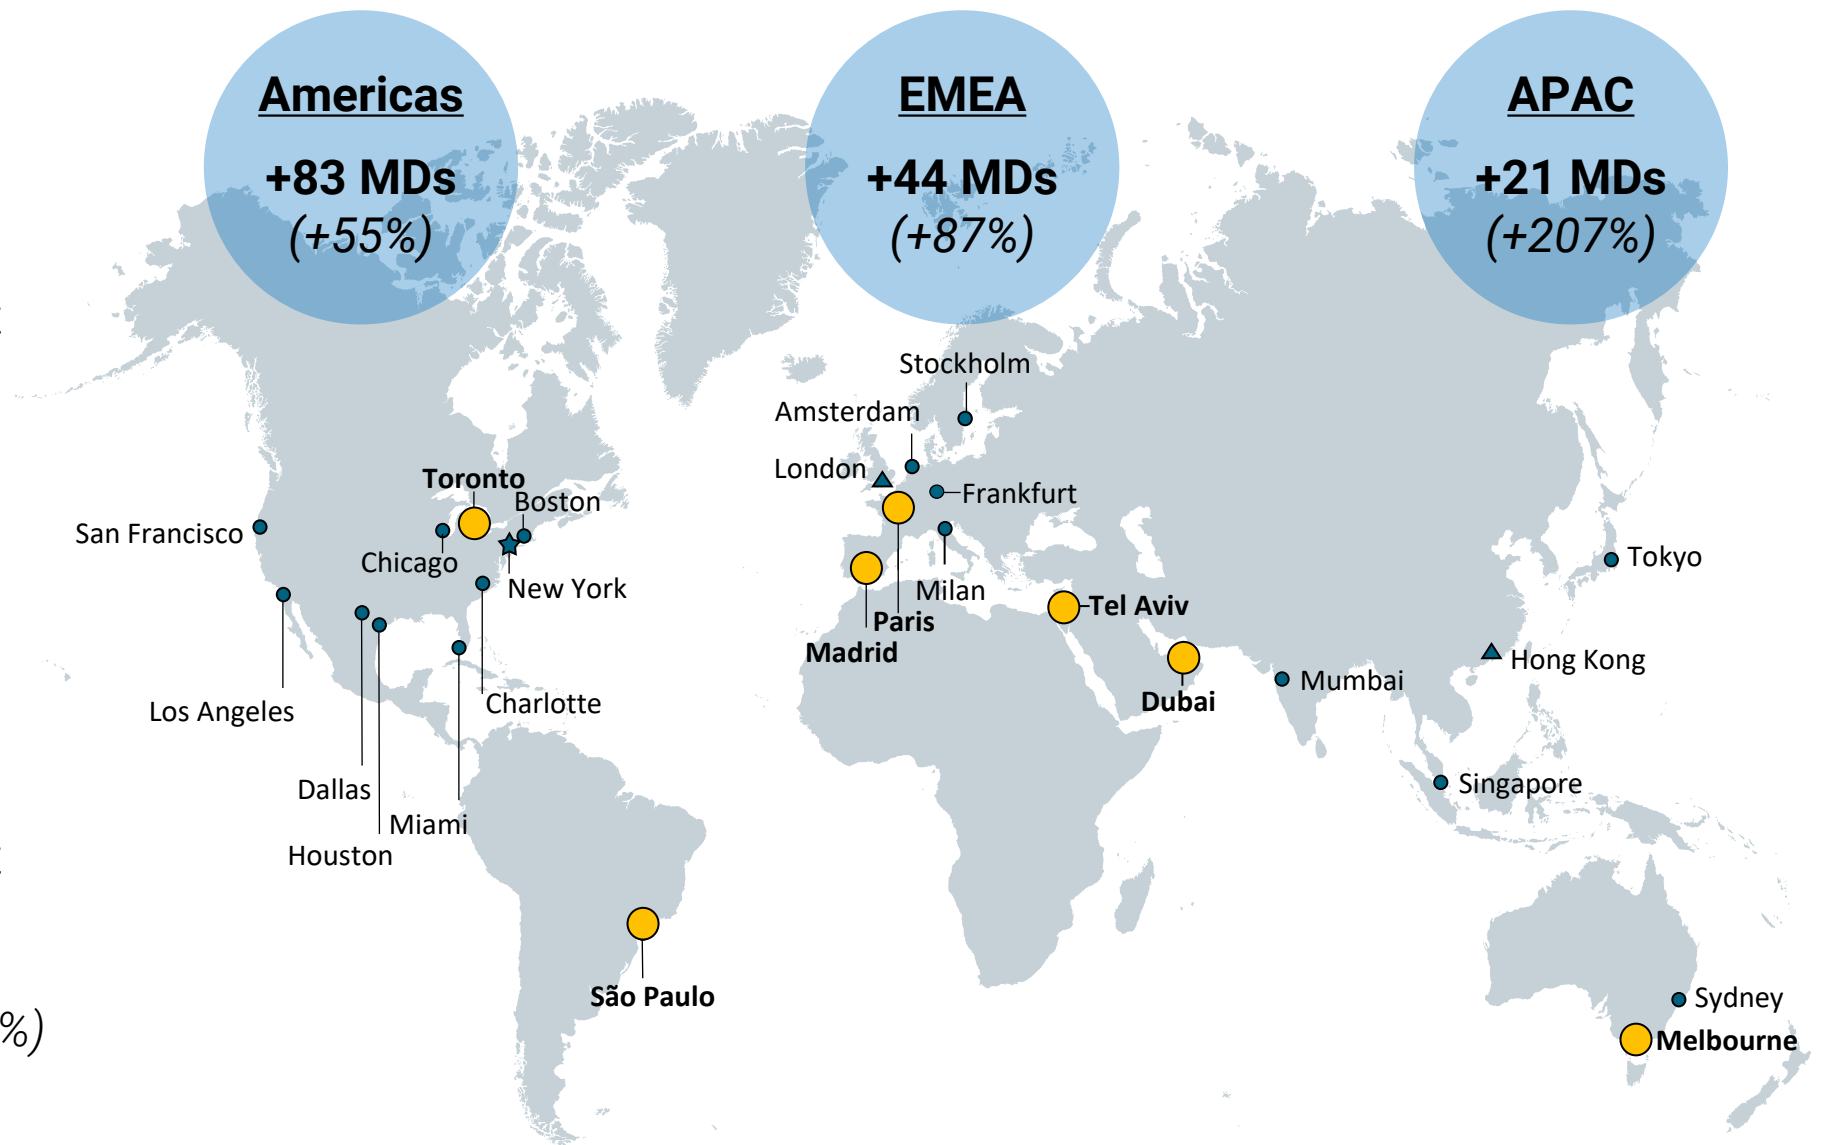 Americas
+83 MDs
(+55%)
EMEA
+44 MDs
(+87%)
APAC
+21 MDs
(+207%)
Stockholm
Amsterdam
London
Frankfurt
Toronto
Boston
San Francisco
Chicago
New York
Milan
Paris
Madrid
Tel Aviv
Tokyo
Hong Kong
Mumbai
Dubai
Los Angeles
Charlotte
Dallas
Miami
Houston
Singapore
São Paulo
Sydney
Melbourne
%)